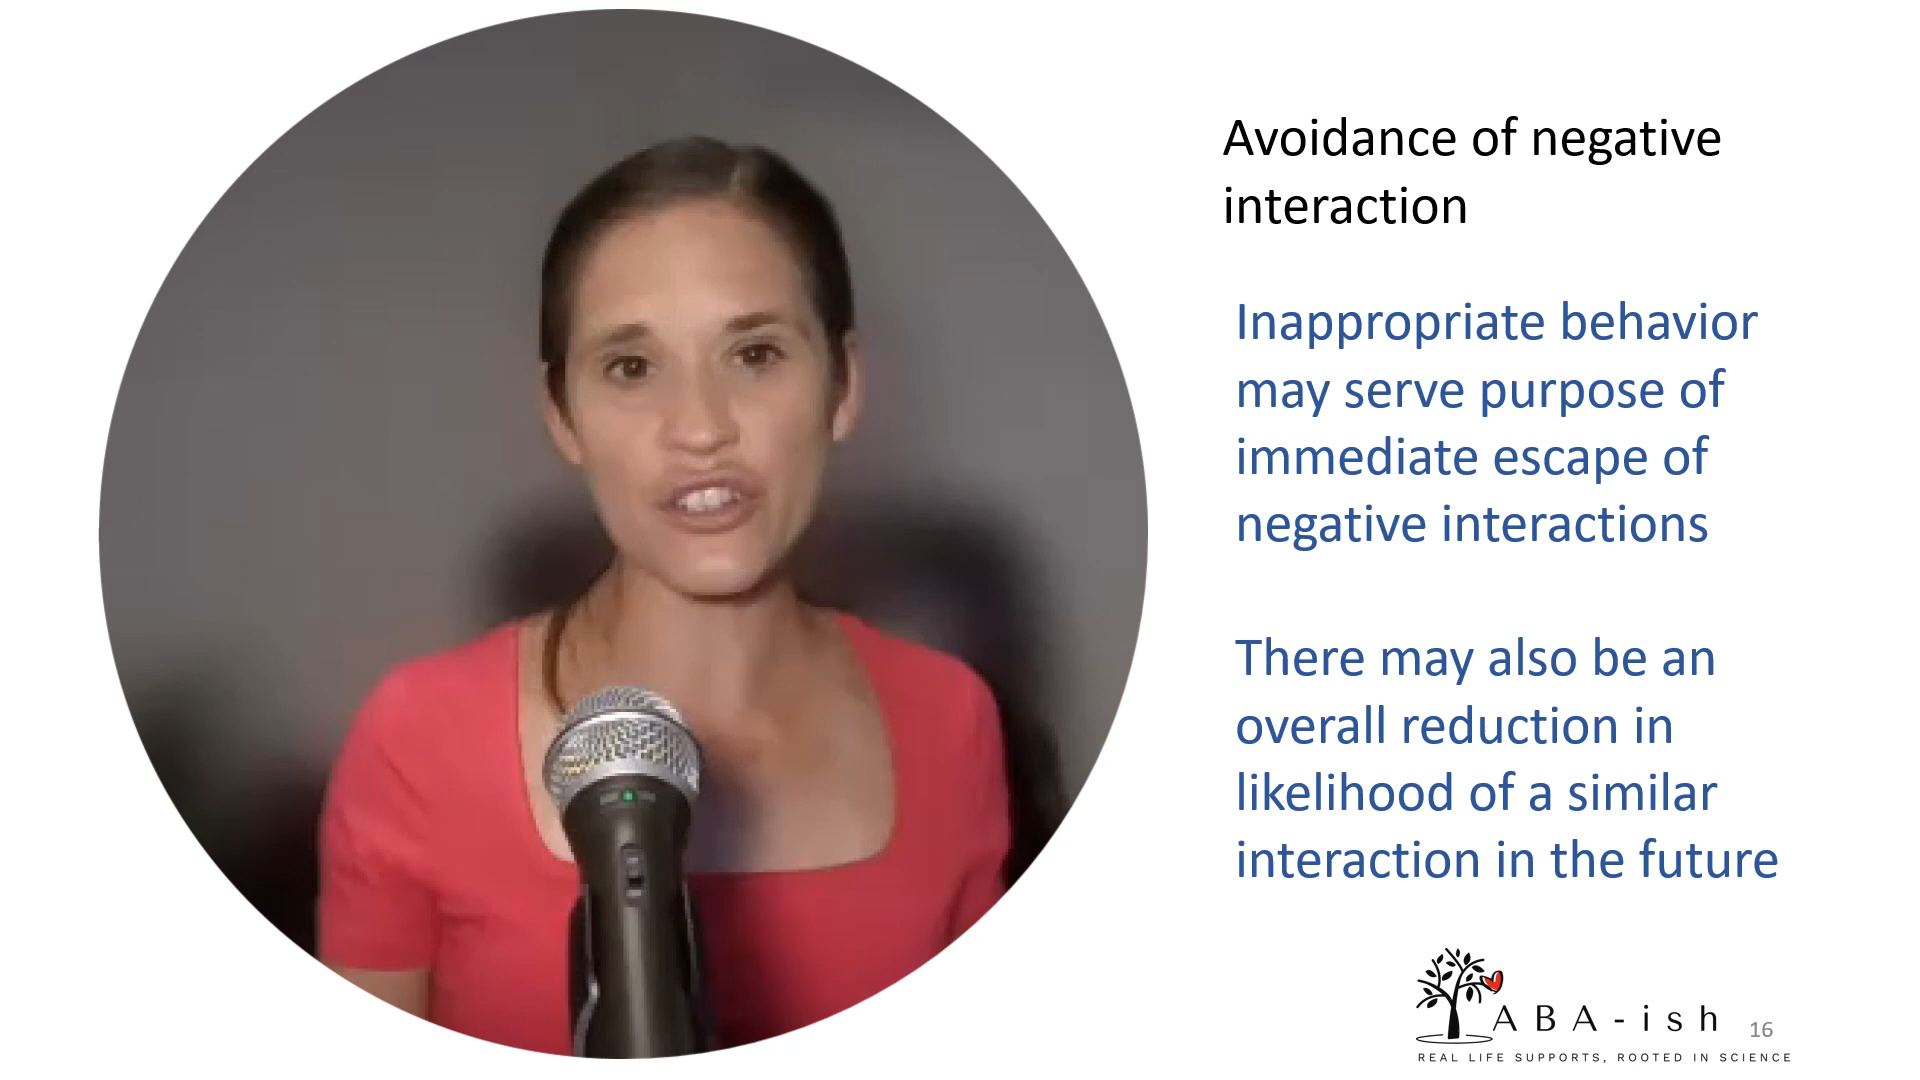 Avoidance of negative
interaction
Inappropriate behavior
may serve purpose of
immediate escape of
negative interactions
There may also be an
overall reduction in
likelihood of a similar
interaction in the future
ABA-ish
16
REAL LIFE SUPPORTS, ROOTED IN SCIENCE